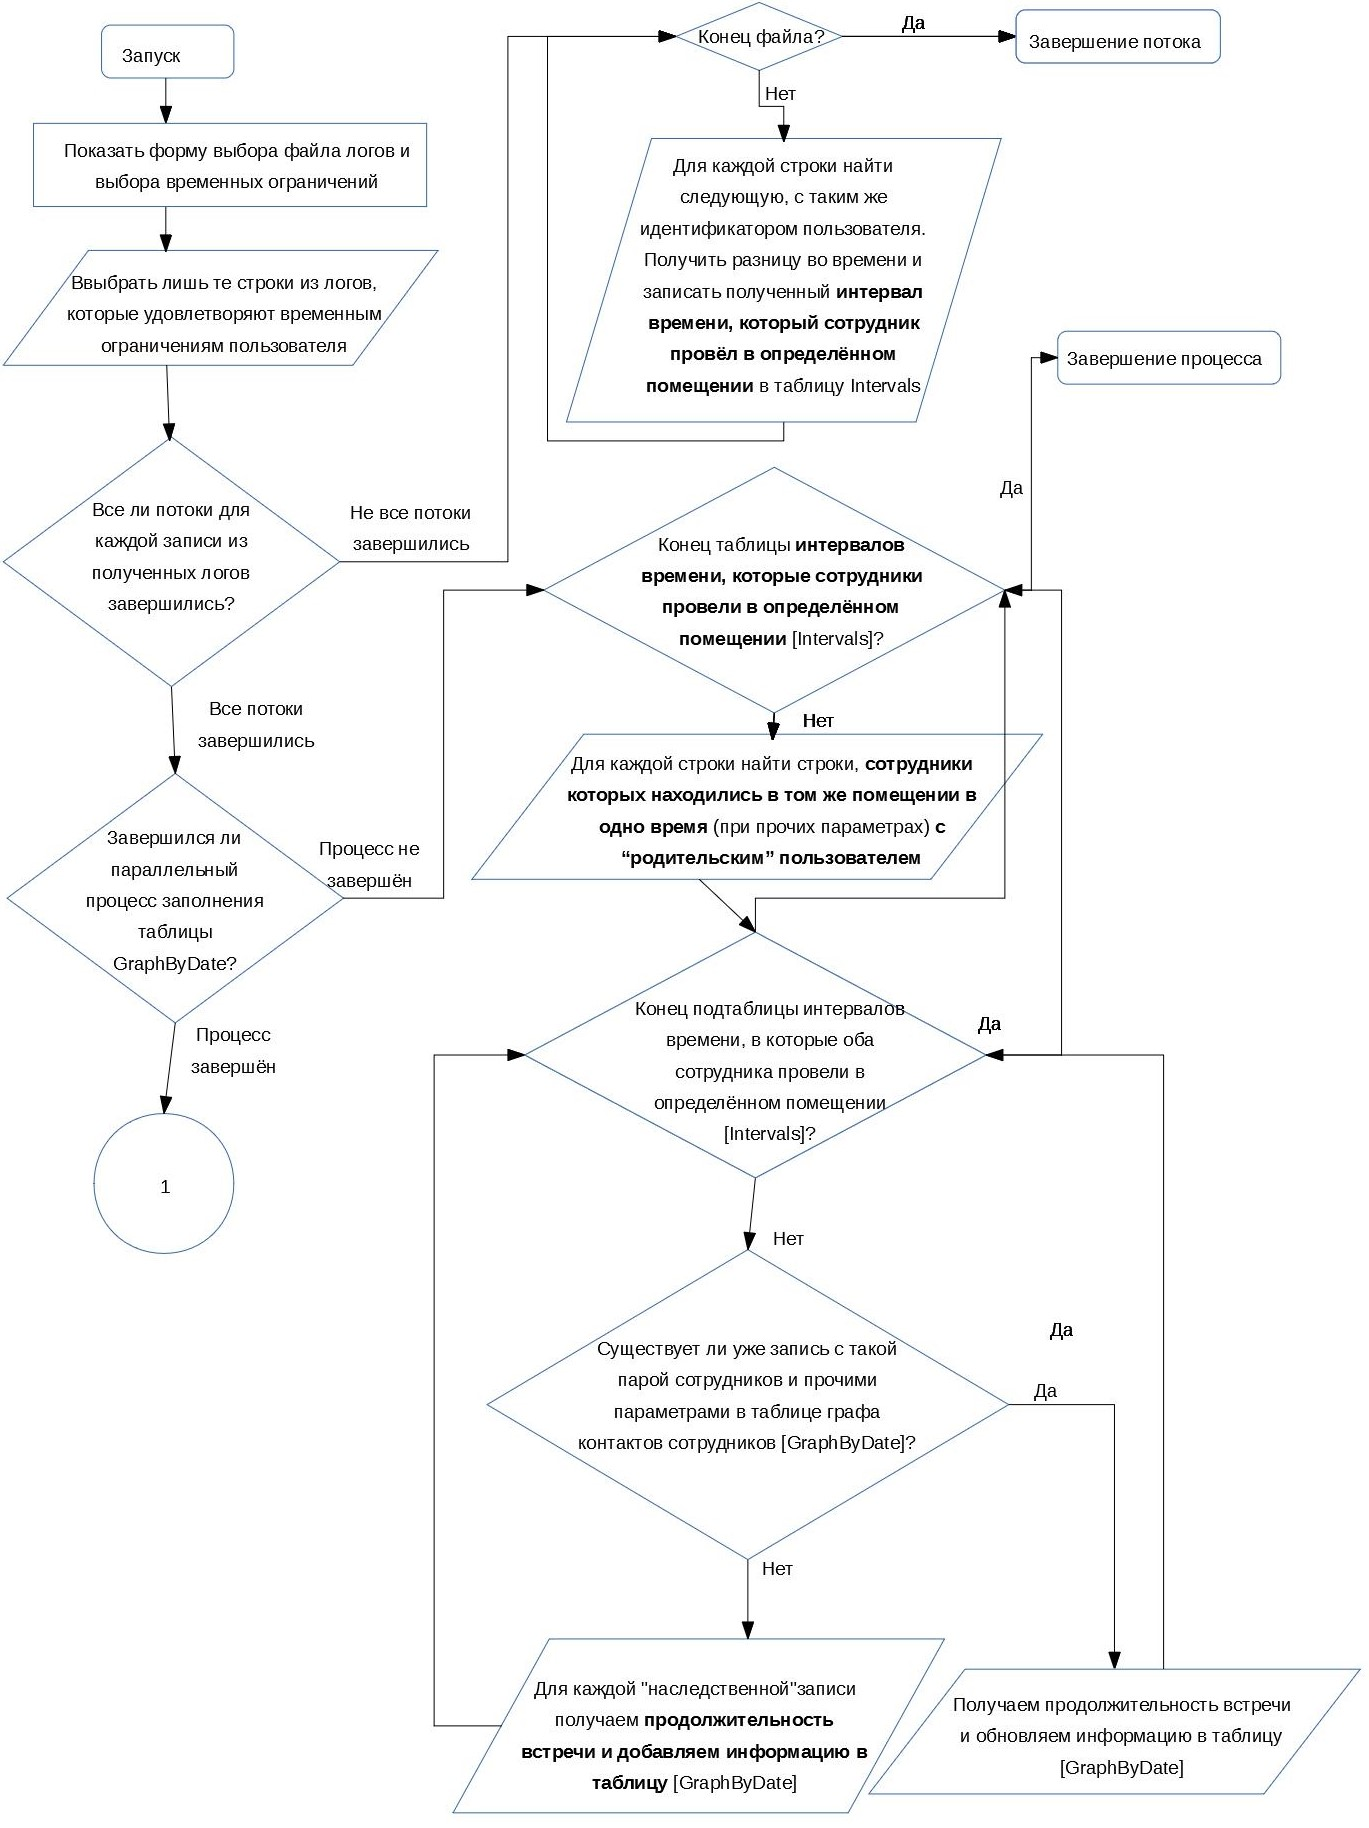 Запуск
Показать форму выбора файла логов и
выбора временных ограничений
Ввыбрать лишь те строки из логов,
которые удовлетворяют временным
ограничениям пользователя
Все ли потоки для
каждой записи из
полученных логов
завершились?
Не все потоки
завершились
Все потоки
завершились
Завершился ли
параллельный
процесс заполнения
таблицы
GraphByDate?
Процесс не
завершён
Процесс
завершён
1
Конец файла?
Да
Завершение потока
Нет
Для каждой строки найти
следующую, с таким же
идентификатором пользователя.
Получить разницу во времени и
записать полученный интервал
времени, который сотрудник
провёл в определённом
помещении в таблицу Intervals
Завершение процесса
Да
Конец таблицы интервалов
времени, которые сотрудники
провели в определённом
помещении [Intervals]?
Нет
Для каждой строки найти строки, сотрудники
которых находились в том же помещении в
одно время (при прочих параметрах) с
“родительским” пользователем
Конец подтаблицы интервалов
времени, в которые оба
сотрудника провели в
определённом помещении
[Intervals]?
Да
Нет
Существует ли уже запись с такой
парой сотрудников и прочими
параметрами в таблице графа
контактов сотрудников [GraphByDate]?
Да
Да
Нет
Для каждой "наследственной"записи
получаем продолжительность
встречи и добавляем информацию в
таблицу [GraphByDate]
Получаем продолжительность встречи
и обновляем информацию в таблицу
[GraphByDate]